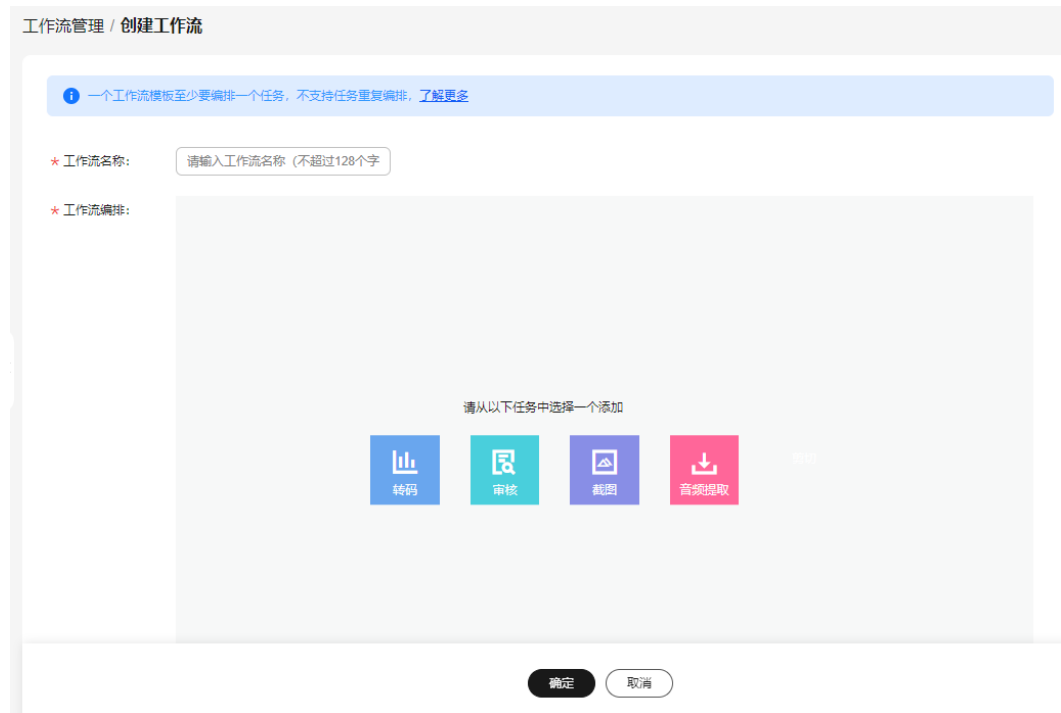 工作流管理 / 创建工作流
一个工作流模板至少要编排一个任务，不支持任务重复编排，了解更多
* 工作流名称：
请输入工作流名称（不超过128个字
* 工作流编排：
请从以下任务中选择一个添加
转码 审核 截图 音频提取
确定 取消